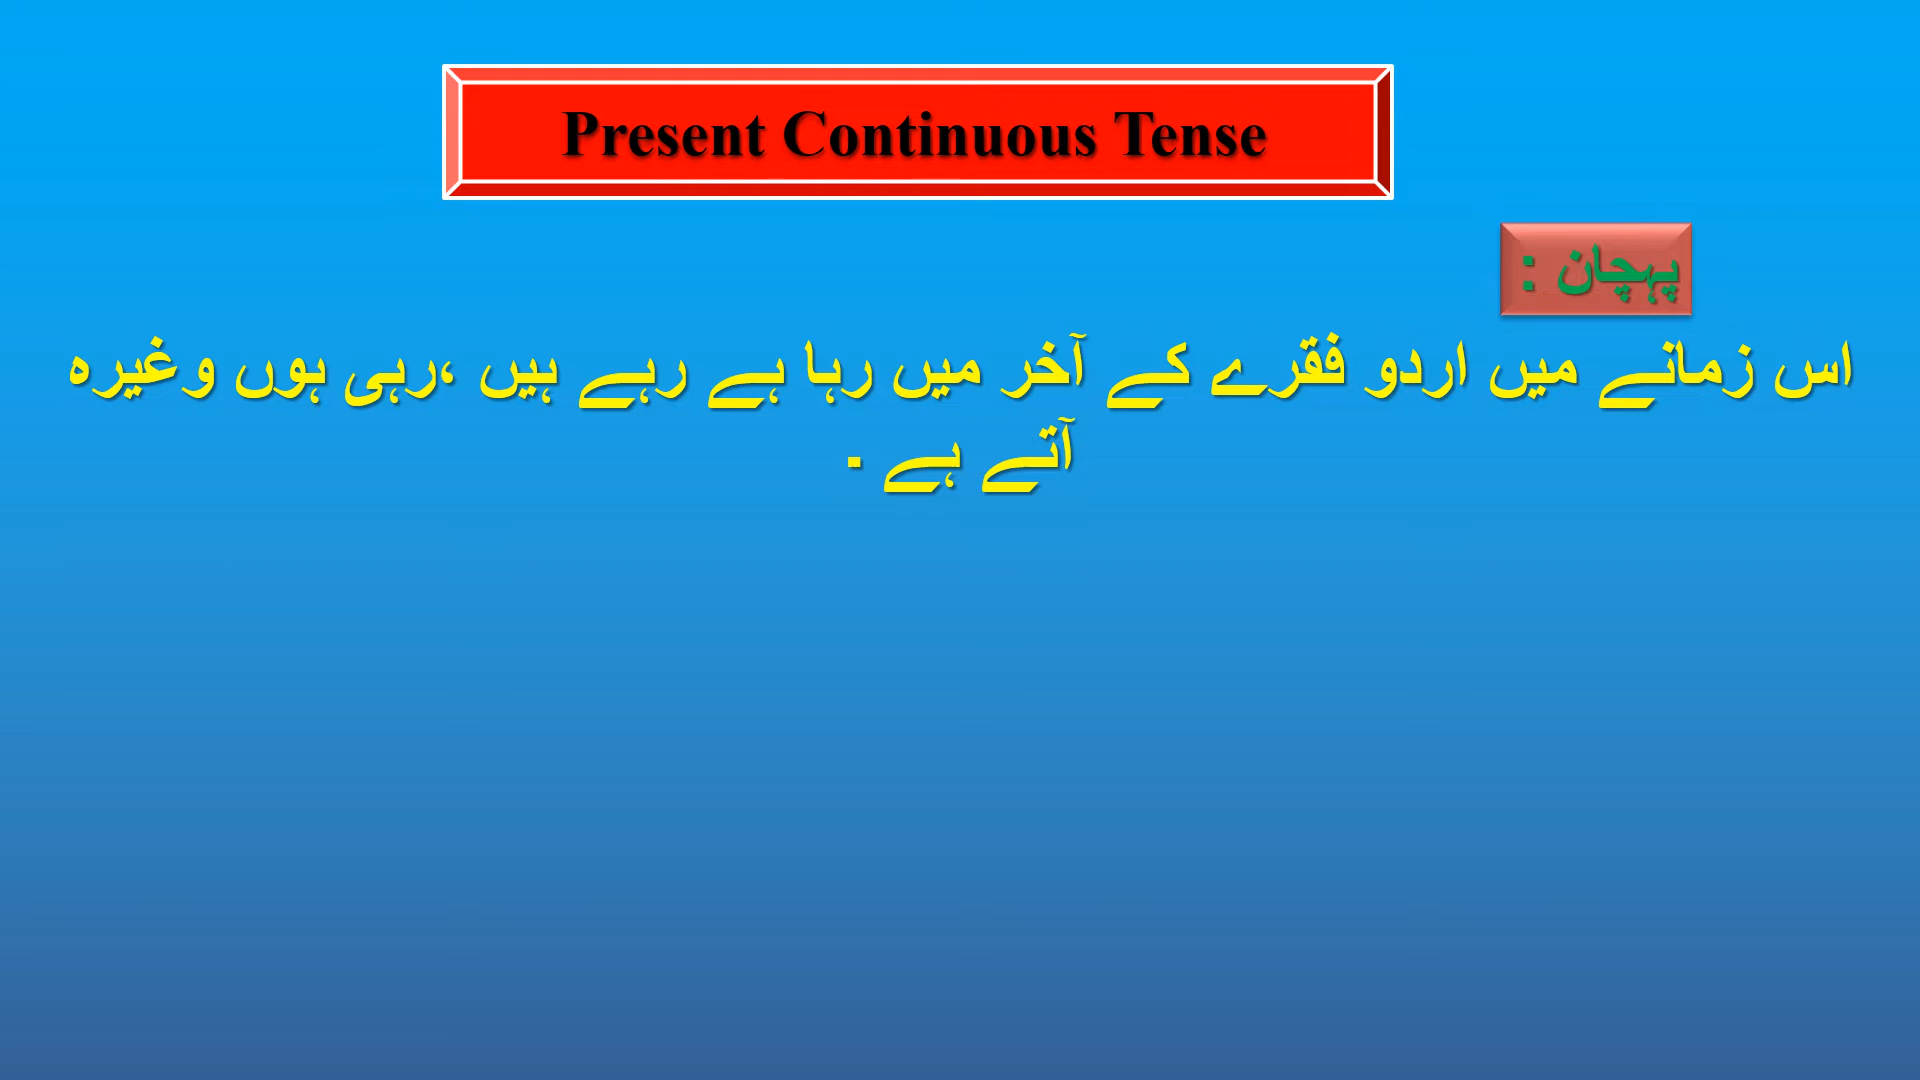 Present Continuous Tense
پہچان :
اس زمانے میں اردو فقرے کے آخر میں رہا ہے رہے ہیں ،رہی ہوں وغیرہ
آتے ہے .